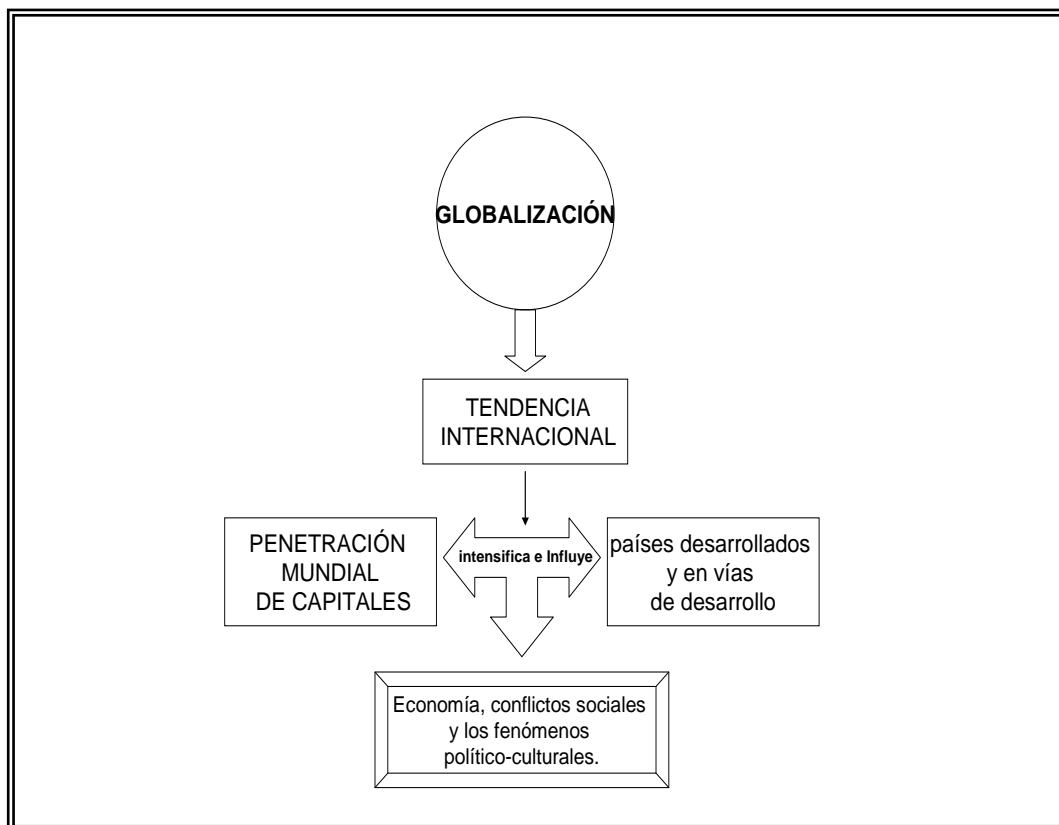 GLOBALIZACIÓN
TENDENCIA
INTERNACIONAL
PENETRACIÓN
MUNDIAL
DE CAPITALES
intensifica e Influye
países desarrollados
y en vías
de desarrollo
Economía, conflictos sociales
y los fenómenos
político-culturales.